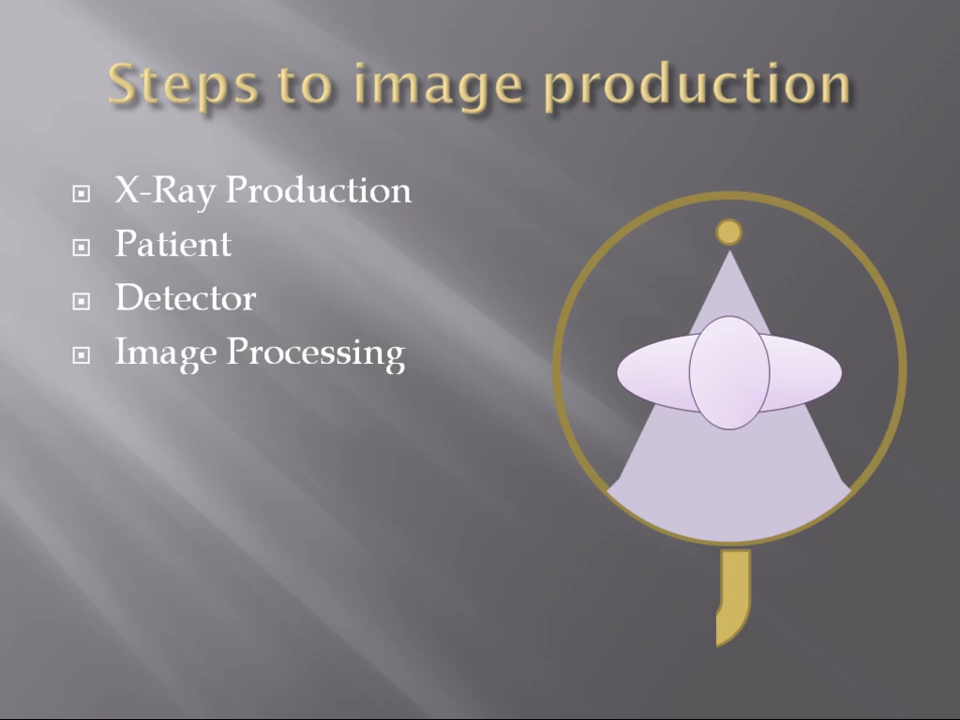 Steps to image production
X-Ray Production
Patient
Detector
Image Processing